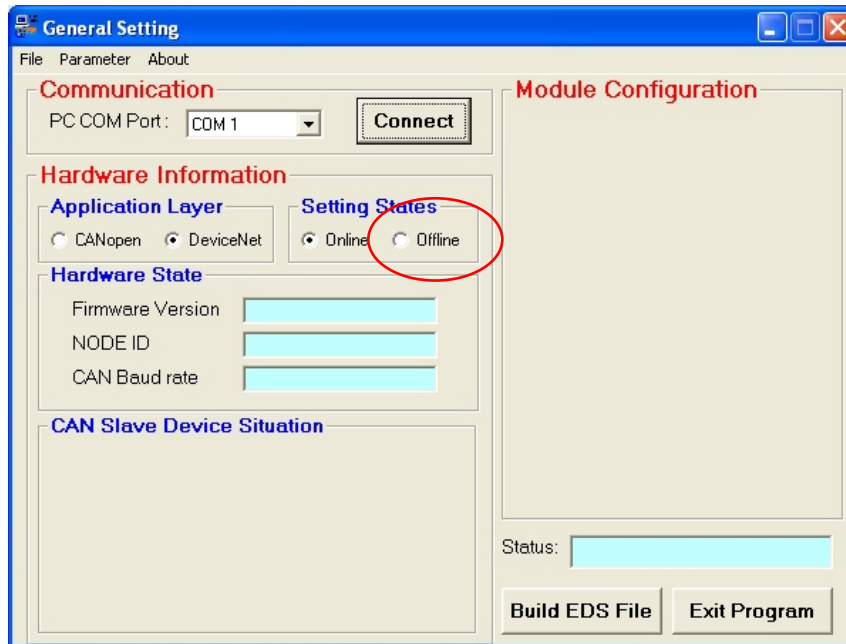 General Setting
File Parameter About
Communication
PC COM Port : COM 1 Connect
Hardware Information
Application Layer
CANopen DeviceNet
Setting States
Online Offline
Hardware State
Firmware Version
NODE ID
CAN Baud rate
CAN Slave Device Situation
Module Configuration
Status:
Build EDS File Exit Program